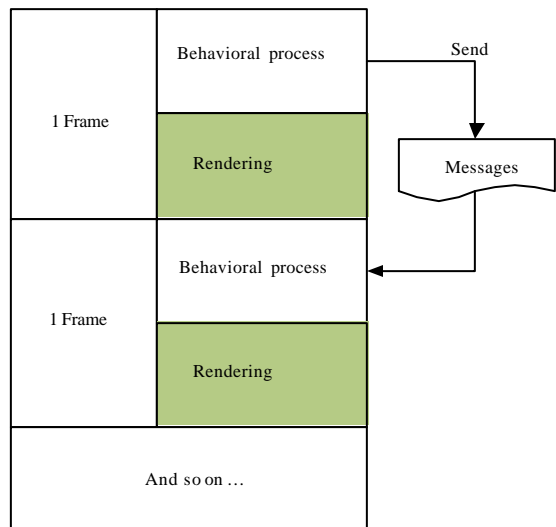 Behavioral process
Send
1 Frame
Rendering
Messages
Behavioral process
1 Frame
Rendering
And so on ...